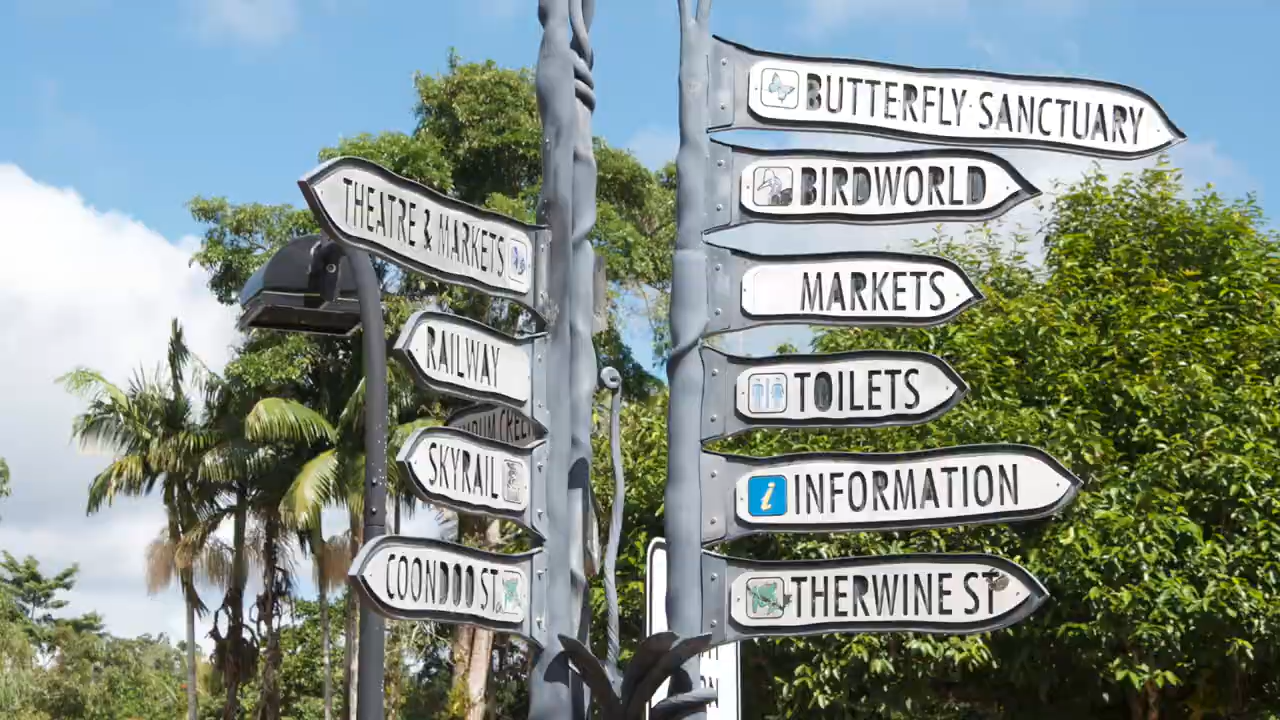 THEATRE & MARKETS
RAILWAY
SKYRAIL
COONDOO ST
BUTTERFLY SANCTUARY
BIRDWORLD
MARKETS
TOILETS
i INFORMATION
THERWINE ST